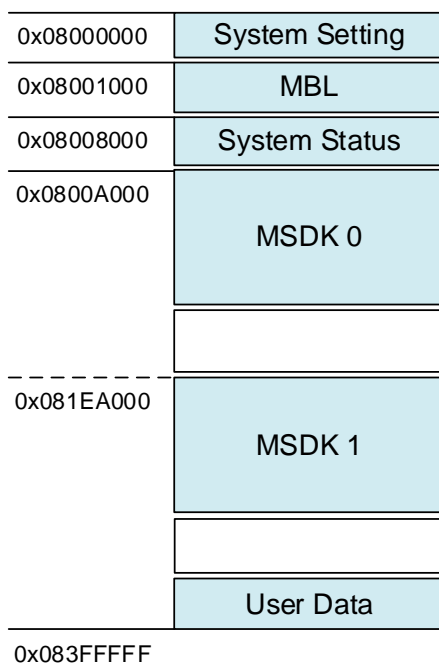 0x08000000 System Setting
0x08001000 MBL
0x08008000 System Status
0x0800A000
MSDK 0
0x081EA000
MSDK 1
User Data
0x083FFFFF